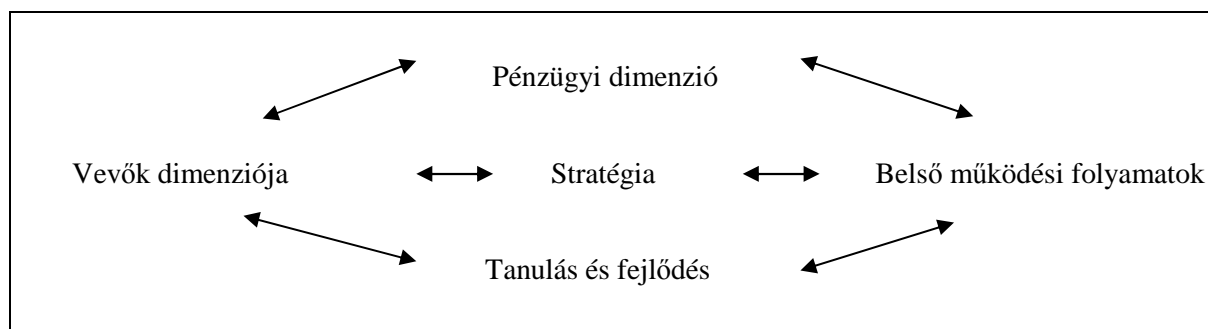 Pénzügyi dimenzió
Vevők dimenziója Stratégia Belső működési folyamatok
Tanulás és fejlődés